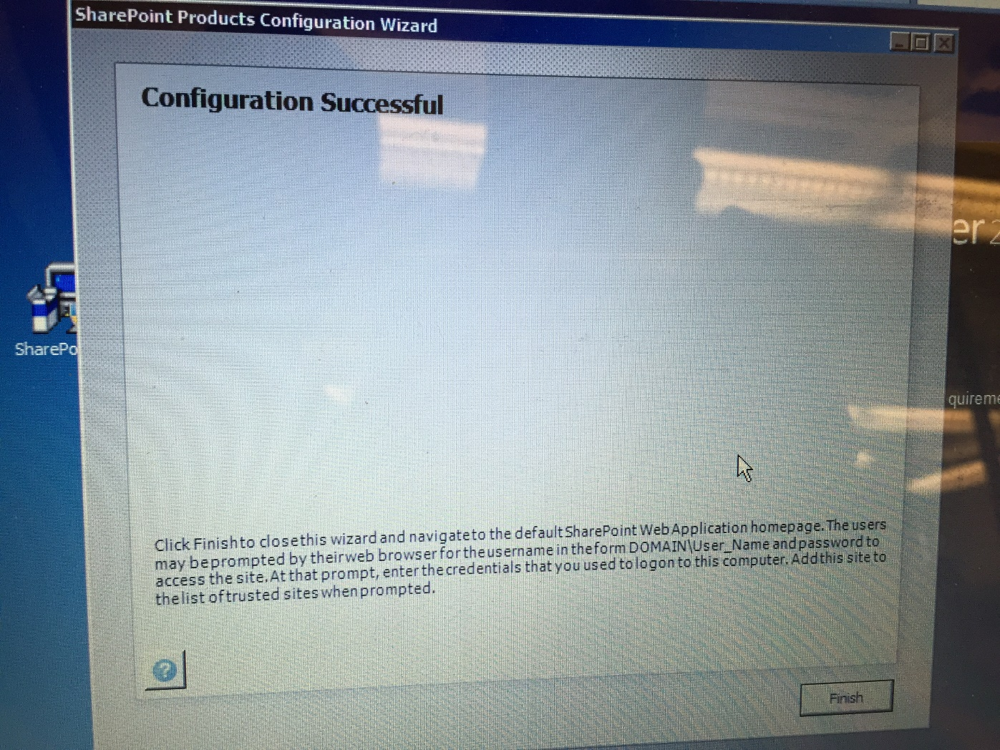 SharePoint Products Configuration Wizard
Configuration Successful
er 2
SharePo
quireme
Click Finish to close this wizard and navigate to the default SharePoint Web Application homepage. The users
may be prompted by their web browser for the username in the form DOMAIN\User_Name and password to
access the site. At that prompt, enter the credentials that you used to logon to this computer. Add this site to
the list of trusted sites when prompted.
?
Finish